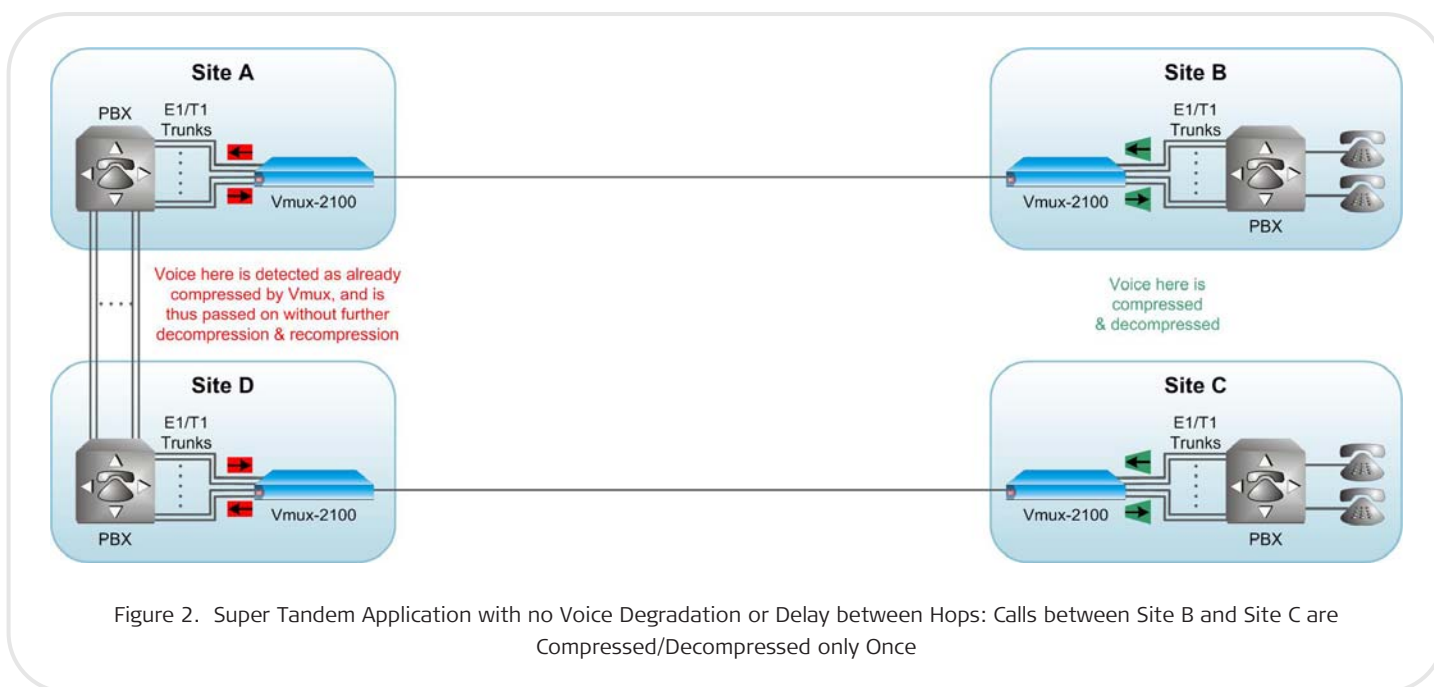 Site A
PBX
E1/T1
Trunks
Vmux-2100
Site B
E1/T1
Trunks
Vmux-2100
PBX
Voice here is detected as already
compressed by Vmux, and is
thus passed on without further
decompression & recompression
Voice here is
compressed
& decompressed
Site D
E1/T1
Trunks
Vmux-2100
PBX
Site C
E1/T1
Trunks
Vmux-2100
PBX
Figure 2. Super Tandem Application with no Voice Degradation or Delay between Hops: Calls between Site B and Site C are
Compressed/Decompressed only Once